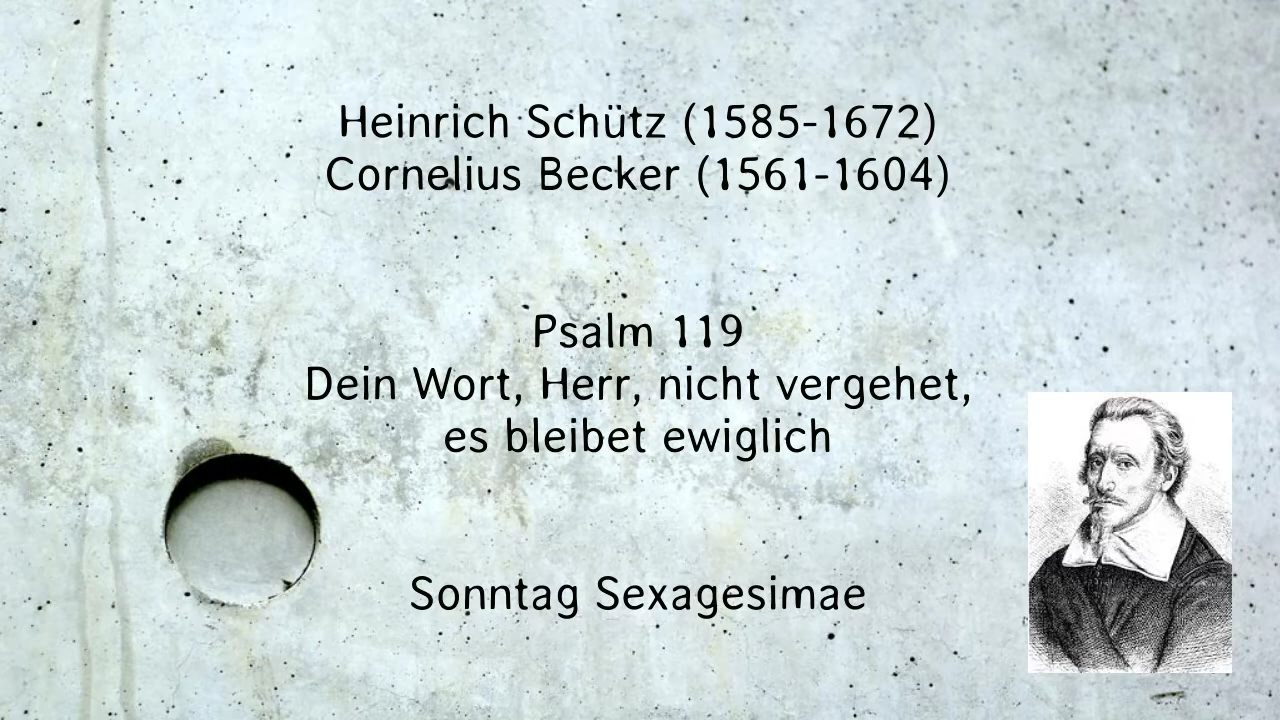 Heinrich Schütz (1585-1672)
Cornelius Becker (1561-1604)
Psalm 119
Dein Wort, Herr, nicht vergehet,
es bleibet ewiglich
Sonntag Sexagesimae